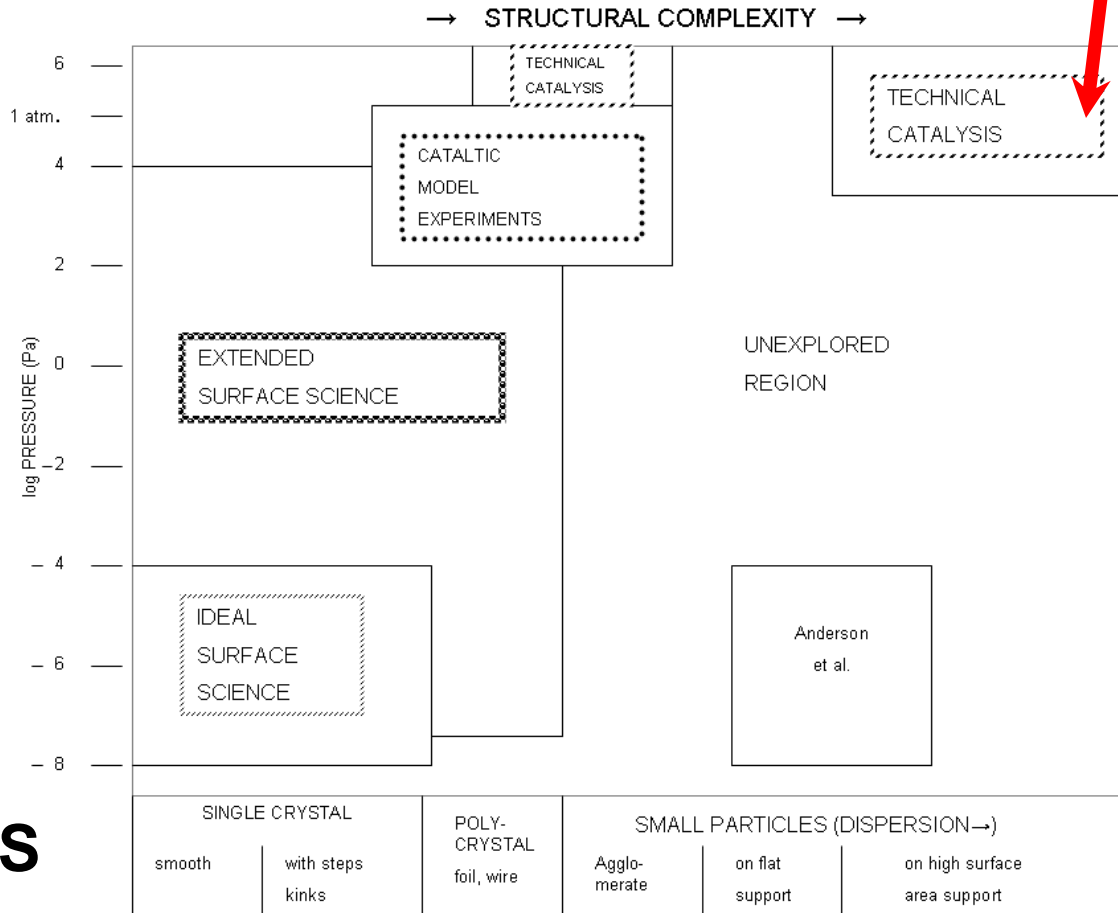 → STRUCTURAL COMPLEXITY →
6
1 atm.
4
2
0
−2
− 4
− 6
− 8
log PRESSURE (Pa)
TECHNICAL
CATALYSIS
TECHNICAL
CATALYSIS
CATALTIC
MODEL
EXPERIMENTS
EXTENDED
SURFACE SCIENCE
UNEXPLORED
REGION
IDEAL
SURFACE
SCIENCE
Anderson
et al.
S
SINGLE CRYSTAL
smooth
with steps
kinks
POLY-
CRYSTAL
foil, wire
SMALL PARTICLES (DISPERSION→)
Agglo-
merate
on flat
support
on high surface
area support